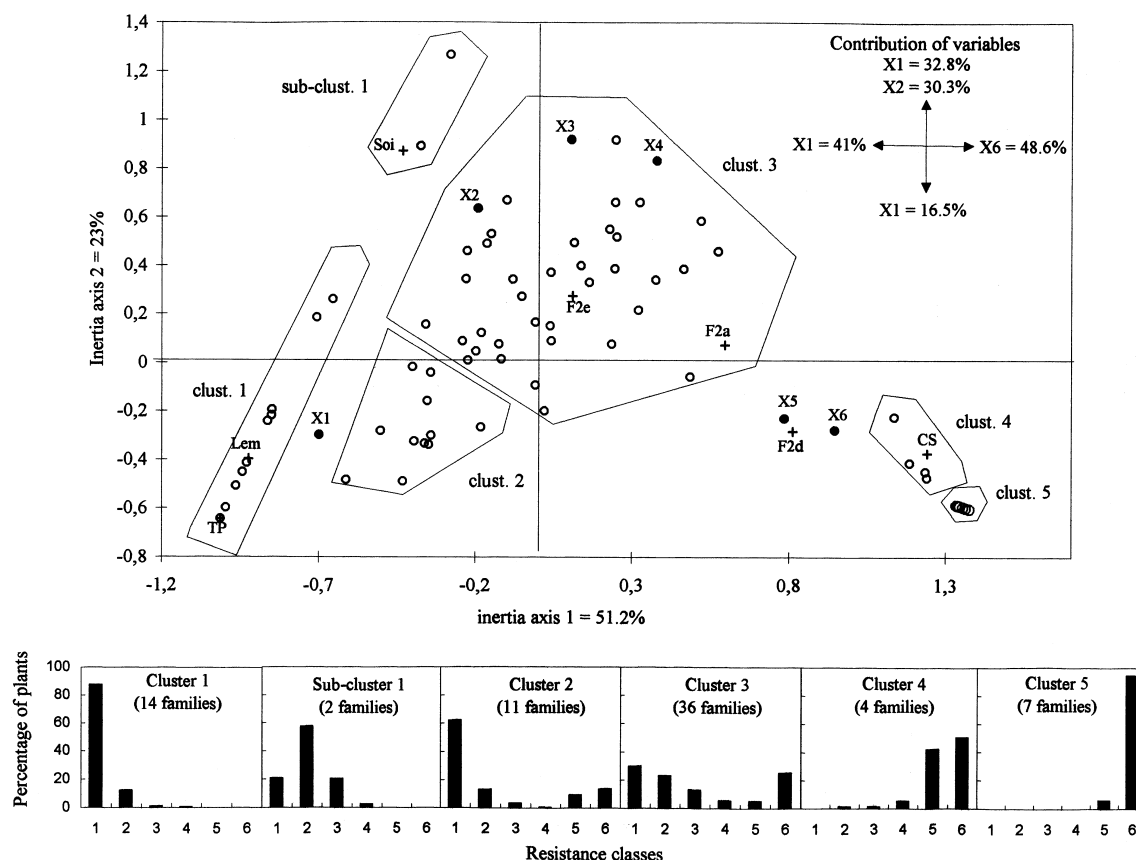 1,4
1,2
1
0,8
0,6
0,4
0,2
0
-0,2
-0,4
-0,6
-0,8
Inertia axis 2 = 23%
-1,2
-0,7
-0,2
0,3
0,8
1,3
inertia axis 1 = 51.2%
Contribution of variables
X1 = 32.8%
X2 = 30.3%
X1 = 41%
X6 = 48.6%
X1 = 16.5%
sub-clust. 1
Soi
X3
X4
clust. 3
X2
F2e
F2a
clust. 1
Lem
X1
TP
clust. 2
X5
X6
F2d
clust. 4
CS
clust. 5
Percentage of plants
100
80
60
40
20
0
Cluster 1
(14 families)
Sub-cluster 1
(2 families)
Cluster 2
(11 families)
Cluster 3
(36 families)
Cluster 4
(4 families)
Cluster 5
(7 families)
1 2 3 4 5 6 1 2 3 4 5 6 1 2 3 4 5 6 1 2 3 4 5 6 1 2 3 4 5 6 1 2 3 4 5 6
Resistance classes